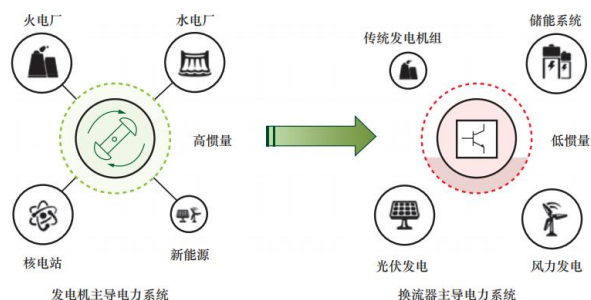 火电厂
水电厂
高惯量
核电站
新能源
发电机主导电力系统
传统发电机组
储能系统
低惯量
光伏发电
风力发电
换流器主导电力系统